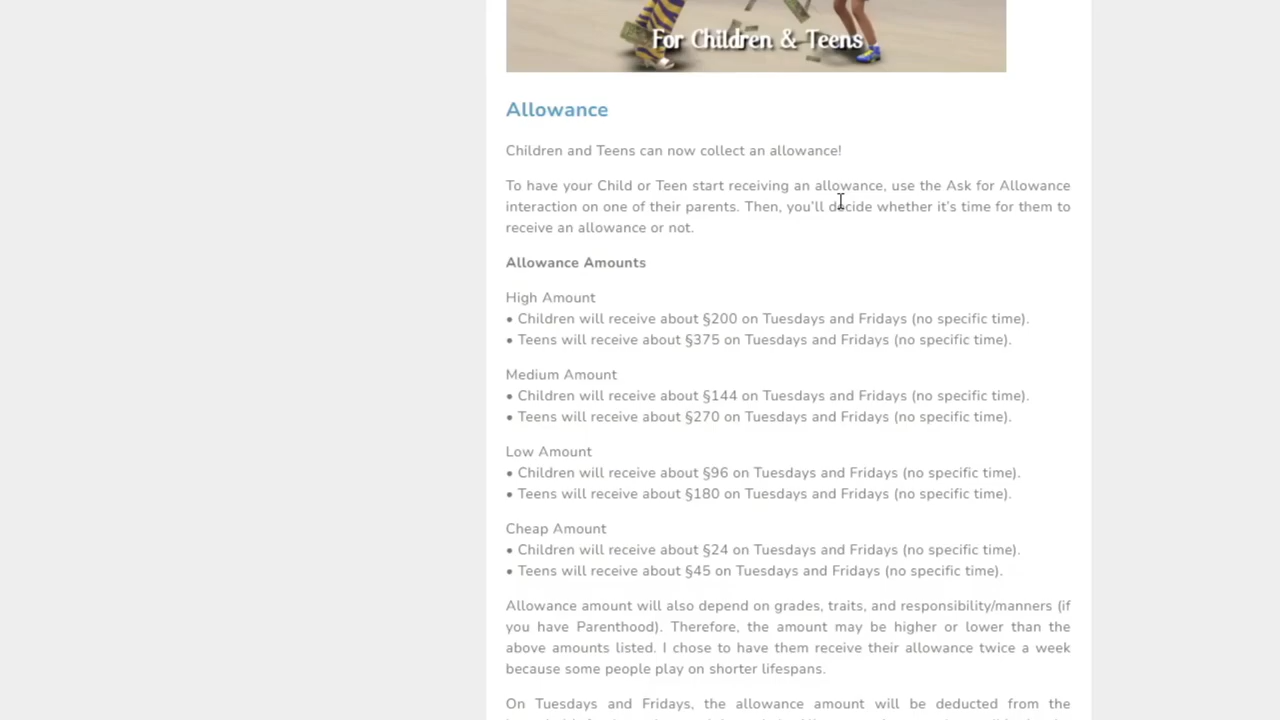 For Children & Teens
Allowance
Children and Teens can now collect an allowance!
To have your Child or Teen start receiving an allowance, use the Ask for Allowance
interaction on one of their parents. Then, you'll decide whether it's time for them to
receive an allowance or not.
Allowance Amounts
High Amount
• Children will receive about §200 on Tuesdays and Fridays (no specific time).
• Teens will receive about §375 on Tuesdays and Fridays (no specific time).
Medium Amount
• Children will receive about §144 on Tuesdays and Fridays (no specific time).
• Teens will receive about §270 on Tuesdays and Fridays (no specific time).
Low Amount
• Children will receive about §96 on Tuesdays and Fridays (no specific time).
• Teens will receive about §180 on Tuesdays and Fridays (no specific time).
Cheap Amount
• Children will receive about §24 on Tuesdays and Fridays (no specific time).
• Teens will receive about §45 on Tuesdays and Fridays (no specific time).
Allowance amount will also depend on grades, traits, and responsibility/manners (if
you have Parenthood). Therefore, the amount may be higher or lower than the
above amounts listed. I chose to have them receive their allowance twice a week
because some people play on shorter lifespans.
On Tuesdays and Fridays, the allowance amount will be deducted from the